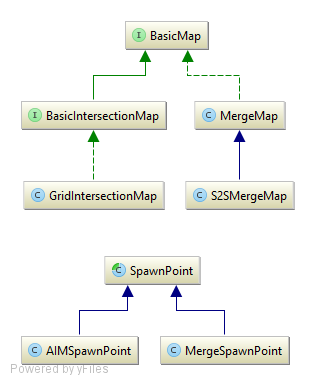 I BasicMap
I BasicIntersectionMap
C MergeMap
C GridIntersectionMap
C S2SMergeMap
C SpawnPoint
C AIMSpawnPoint
C MergeSpawnPoint
Powered by yFiles